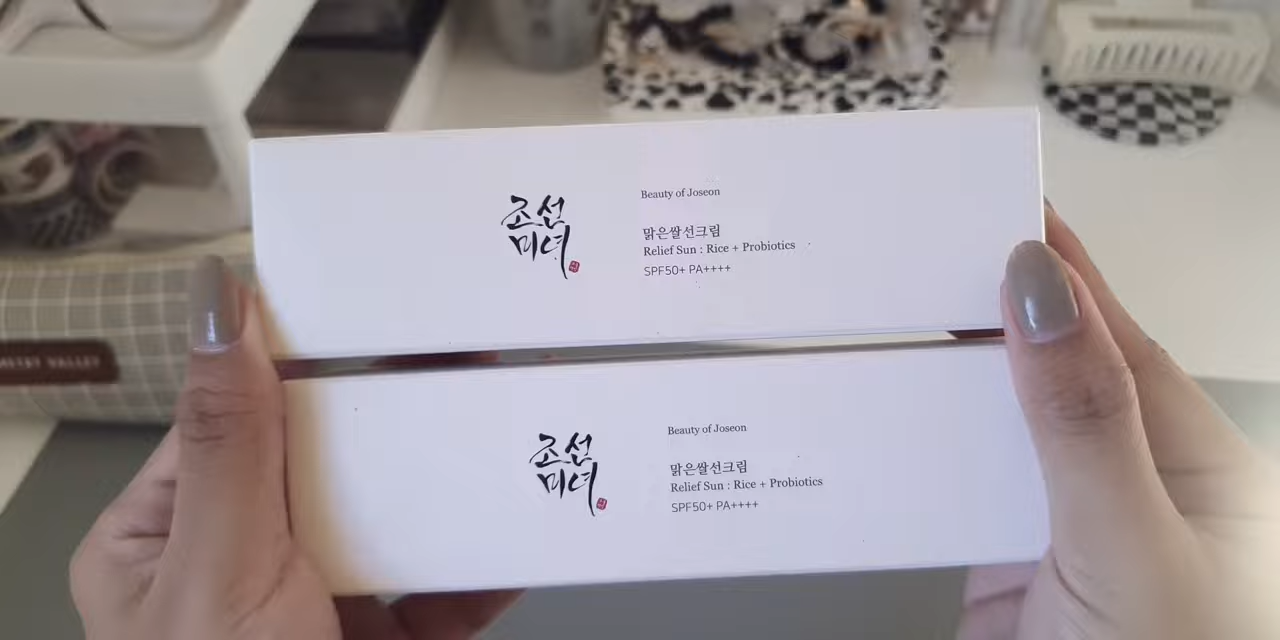 조선
미녀
Beauty of Joseon
맑은쌀선크림
Relief Sun : Rice + Probiotics
SPF50+ PA++++
조선
미녀
Beauty of Joseon
맑은쌀선크림
Relief Sun : Rice + Probiotics
SPF50+ PA++++
VALLEY